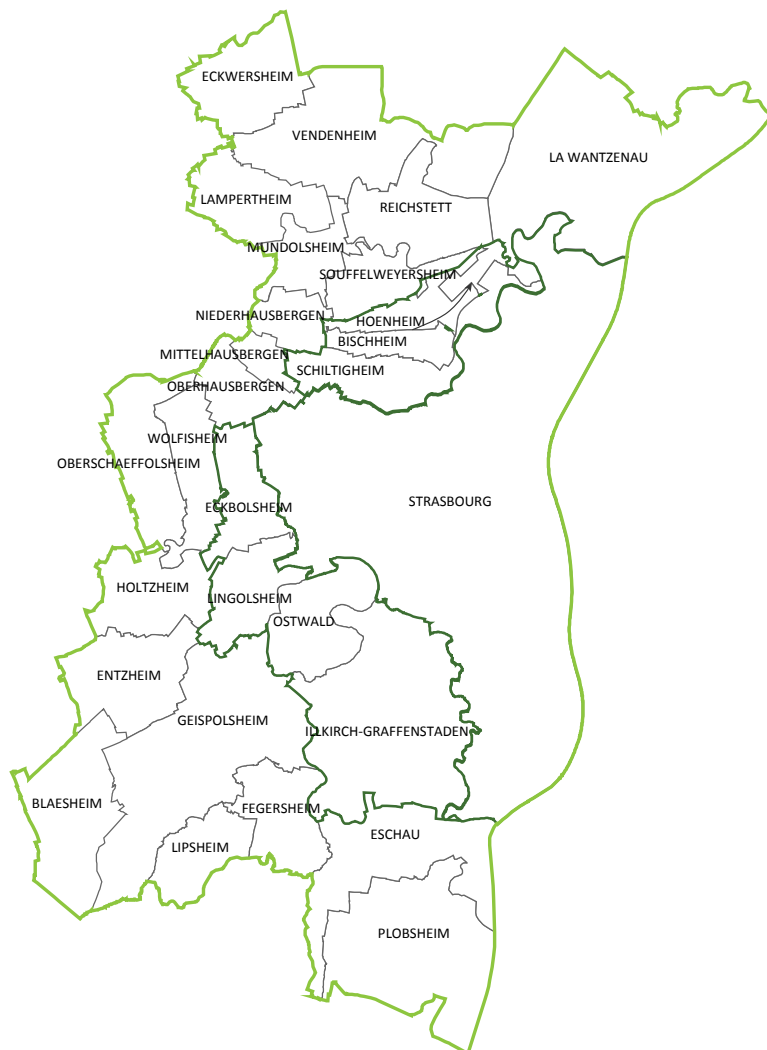 ECKWERSHEIM
VENDENHEIM
LA WANTZENAU
LAMPERTHEIM
REICHSTETT
MUNDOLSHEIM
SOUFFELWEYERSHEIM
NIEDERHAUSBERGEN
HOENHEIM
BISCHHEIM
MITTELHAUSBERGEN
SCHILTIGHEIM
OBERHAUSBERGEN
WOLFISHEIM
OBERSCHAEFFOLSHEIM
STRASBOURG
ECKBOLSHEIM
HOLTZHEIM
LINGOLSHEIM
OSTWALD
ENTZHEIM
GEISPOLSHEIM
ILLKIRCH-GRAFFENSTADEN
BLAESHEIM
FEGERSHEIM
ESCHAU
LIPSHEIM
PLOBSHEIM